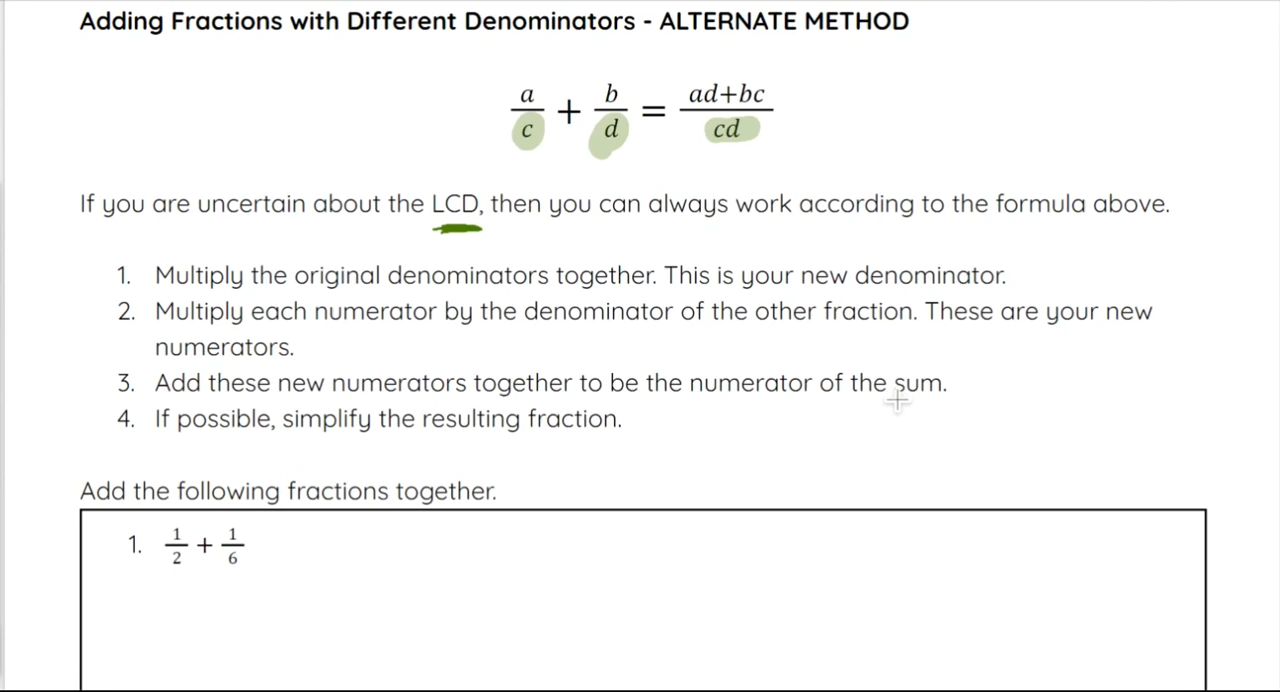 Adding Fractions with Different Denominators - ALTERNATE METHOD
a/c + b/d = ad+bc/cd
If you are uncertain about the LCD, then you can always work according to the formula above.
1. Multiply the original denominators together. This is your new denominator.
2. Multiply each numerator by the denominator of the other fraction. These are your new
numerators.
3. Add these new numerators together to be the numerator of the sum.
4. If possible, simplify the resulting fraction.
Add the following fractions together.
1. 1/2 + 1/6